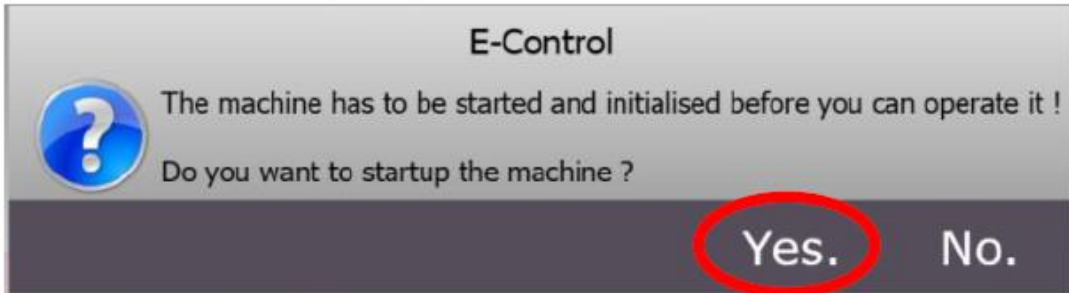 E-Control
The machine has to be started and initialised before you can operate it !
Do you want to startup the machine ?
Yes. No.